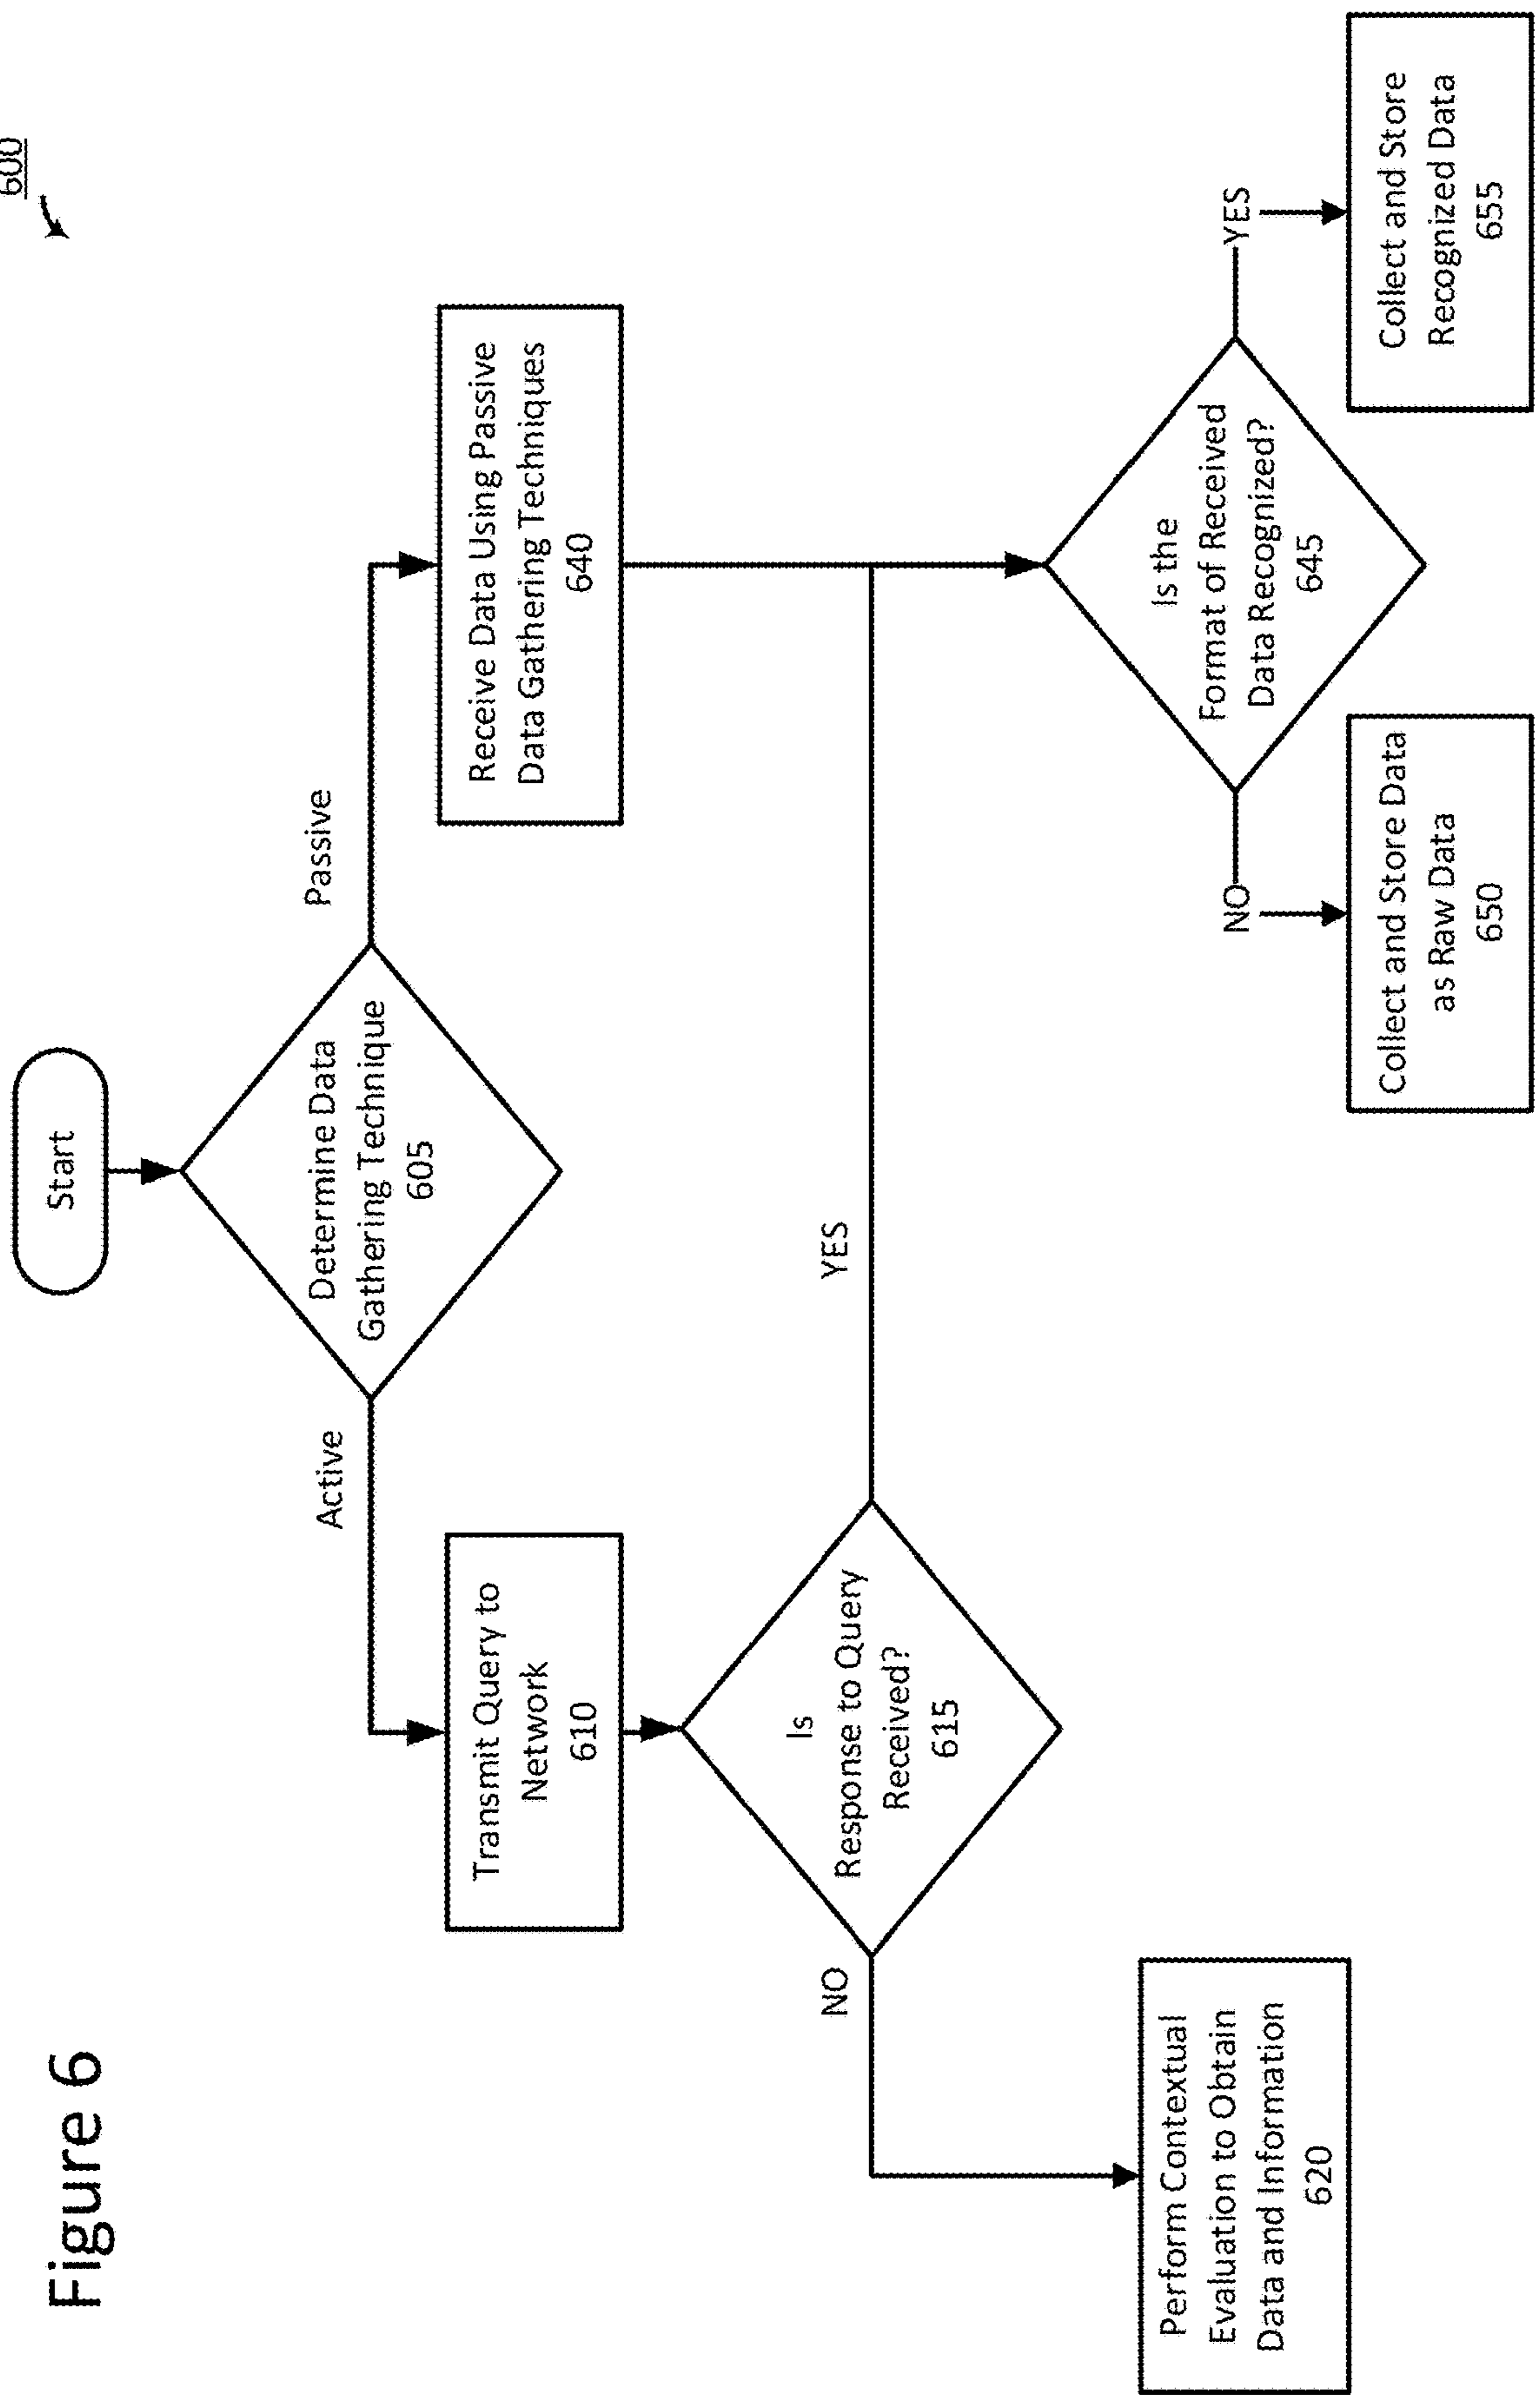 Figure 6
600
Start
Determine Data
Gathering Technique
605
Active
Passive
Transmit Query to
Network
610
Receive Data Using Passive
Data Gathering Techniques
640
Is
Response to Query
Received?
615
NO
YES
Perform Contextual
Evaluation to Obtain
Data and Information
620
Is the
Format of Received
Data Recognized?
645
NO
YES
Collect and Store Data
as Raw Data
650
Collect and Store
Recognized Data
655